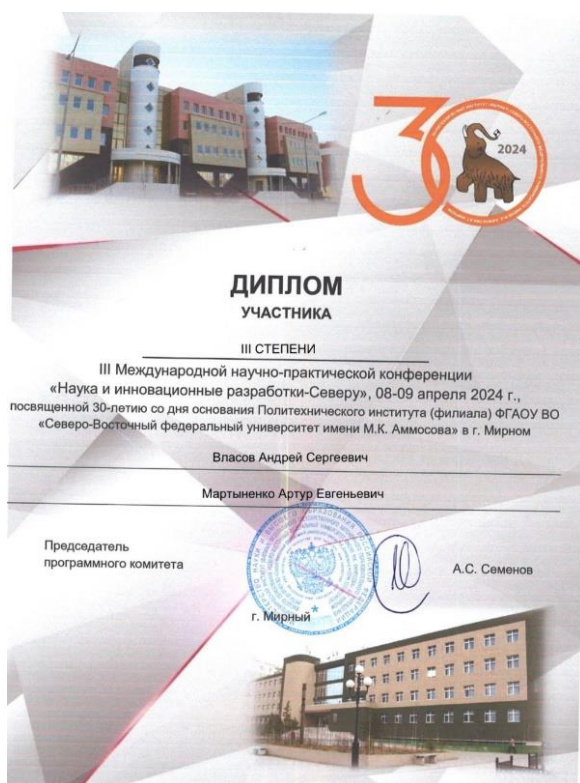 2024
ДИПЛОМ
УЧАСТНИКА
III СТЕПЕНИ
III Международной научно-практической конференции
«Наука и инновационные разработки-Северу», 08-09 апреля 2024 г.,
посвященной 30-летию со дня основания Политехнического института (филиала) ФГАОУ ВО
«Северо-Восточный федеральный университет имени М.К. Аммосова» в г. Мирном
Власов Андрей Сергеевич
Мартыненко Артур Евгеньевич
Председатель
программного комитета
А.С. Семенов
г. Мирный